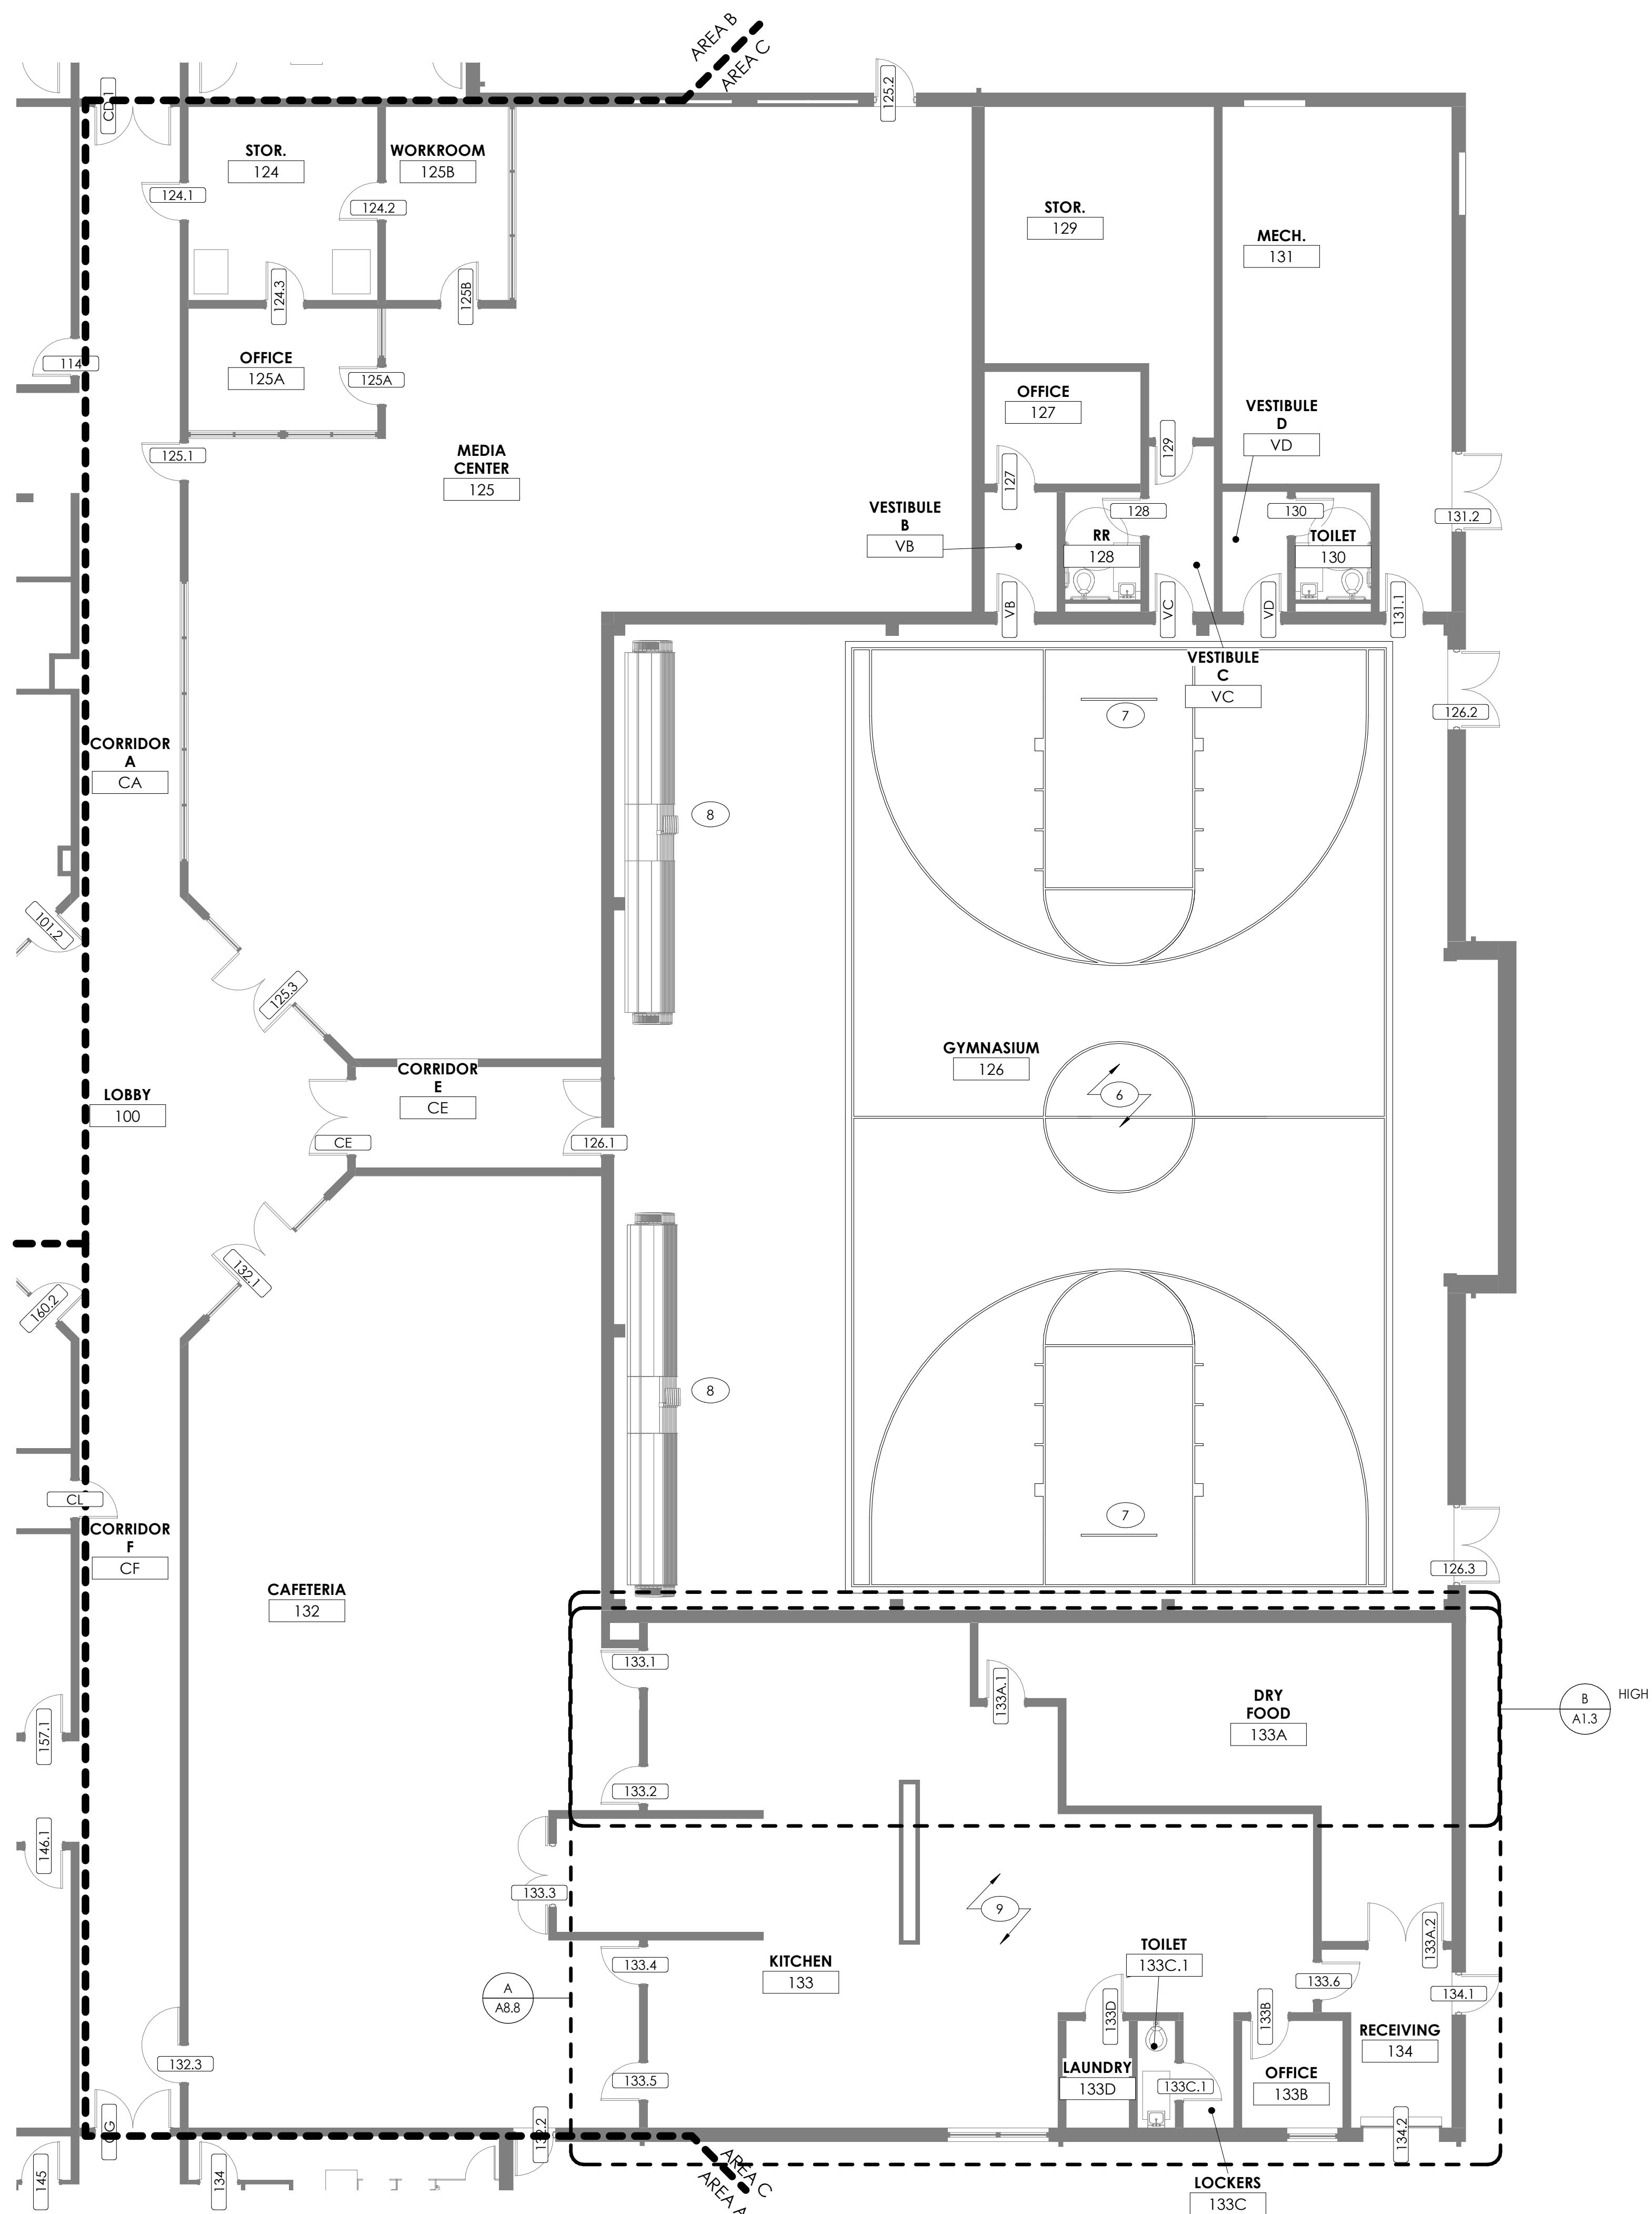 AREA B
AREA C
CD.1
125.2
STOR.
124
WORKROOM
125B
124.1
124.2
STOR.
129
MECH.
131
124.3
125B
114
OFFICE
125A
125A
OFFICE
127
VESTIBULE
D
VD
125.1
MEDIA
CENTER
125
129
127
VESTIBULE
B
VB
128
130
131.2
RR
128
TOILET
130
VB
VC
VD
131.1
VESTIBULE
C
VC
126.2
7
CORRIDOR
A
CA
8
101.2
125.3
GYMNASIUM
126
CORRIDOR
E
CE
6
LOBBY
100
CE
126.1
132.1
160.2
8
CL
7
CORRIDOR
F
CF
126.3
CAFETERIA
132
133.1
133A.1
DRY
FOOD
133A
B
A1.3
HIGH
157.1
133.2
146.1
133.3
9
133A.2
KITCHEN
133
TOILET
133C.1
133.4
133.6
134.1
A
A8.8
133D
133B
RECEIVING
134
132.3
LAUNDRY
133D
133.5
133C.1
OFFICE
133B
132.2
134.2
145
134
AREA C
AREA A
LOCKERS
133C